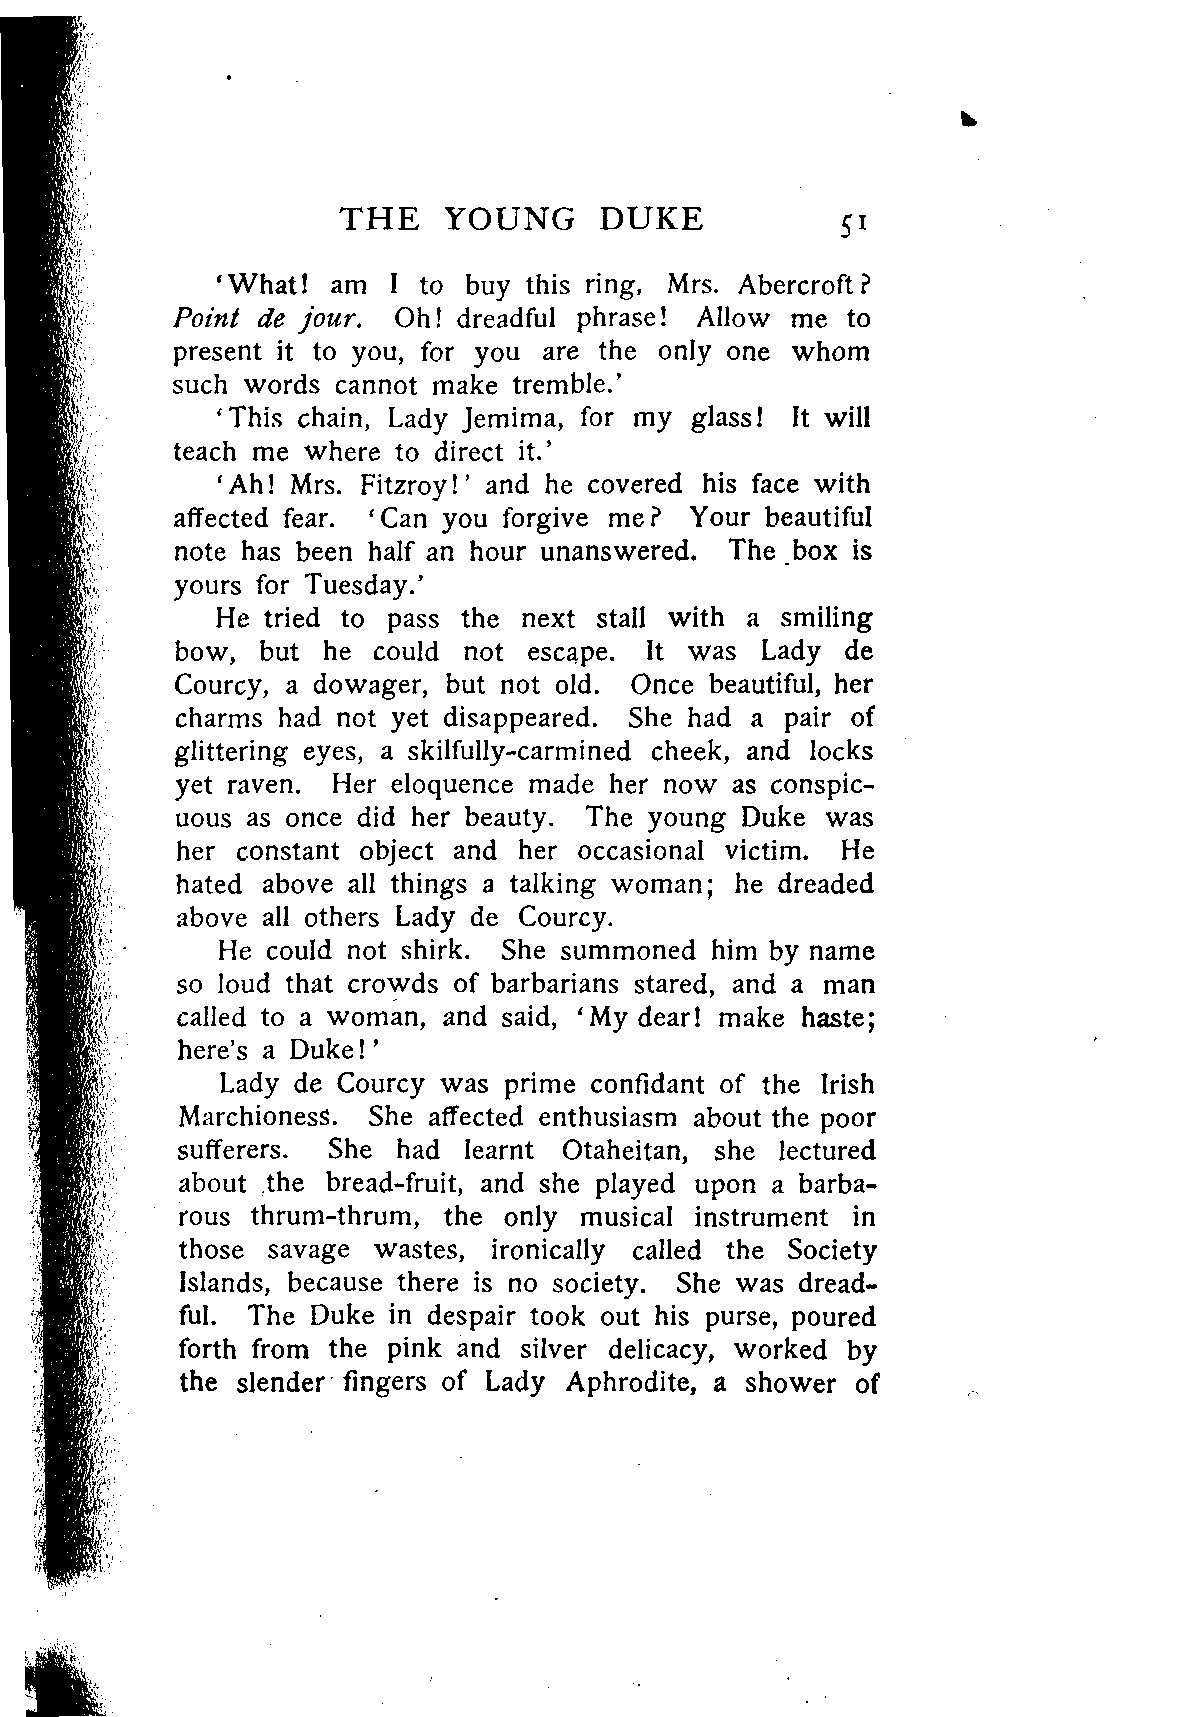 THE YOUNG DUKE 51
'What! am I to buy this ring, Mrs. Abercroft?
Point de jour. Oh! dreadful phrase! Allow me to
present it to you, for you are the only one whom
such words cannot make tremble.'
'This chain, Lady Jemima, for my glass! It will
teach me where to direct it.'
'Ah! Mrs. Fitzroy!' and he covered his face with
affected fear. 'Can you forgive me? Your beautiful
note has been half an hour unanswered. The box is
yours for Tuesday.'
He tried to pass the next stall with a smiling
bow, but he could not escape. It was Lady de
Courcy, a dowager, but not old. Once beautiful, her
charms had not yet disappeared. She had a pair of
glittering eyes, a skilfully-carmined cheek, and locks
yet raven. Her eloquence made her now as conspic-
uous as once did her beauty. The young Duke was
her constant object and her occasional victim. He
hated above all things a talking woman; he dreaded
above all others Lady de Courcy.
He could not shirk. She summoned him by name
so loud that crowds of barbarians stared, and a man
called to a woman, and said, 'My dear! make haste;
here's a Duke!'
Lady de Courcy was prime confidant of the Irish
Marchioness. She affected enthusiasm about the poor
sufferers. She had learnt Otaheitan, she lectured
about the bread-fruit, and she played upon a barba-
rous thrum-thrum, the only musical instrument in
those savage wastes, ironically called the Society
Islands, because there is no society. She was dread-
ful. The Duke in despair took out his purse, poured
forth from the pink and silver delicacy, worked by
the slender fingers of Lady Aphrodite, a shower of